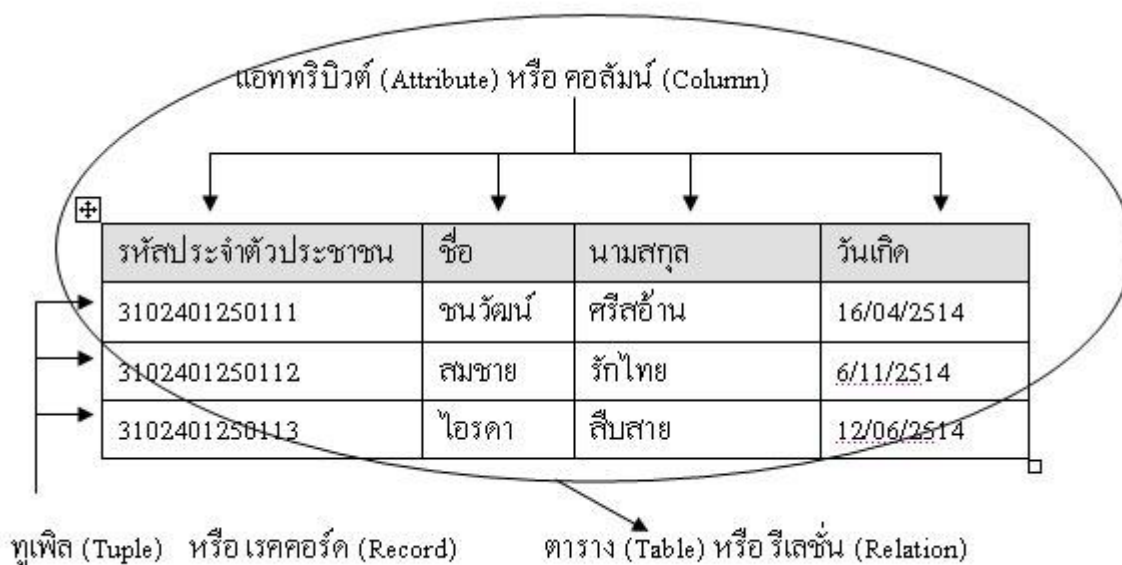 แอททริบิวต์ (Attribute) หรือ คอลัมน์ (Column)
รหัสประจำตัวประชาชน ชื่อ นามสกุล วันเกิด
3102401250111 ชนวัฒน์ ศรีสอ้าน 16/04/2514
3102401250112 สมชาย รักไทย 6/11/2514
3102401250113 ไอรดา สืบสาย 12/06/2514
ทูเพิล (Tuple) หรือ เรคคอร์ด (Record) ตาราง (Table) หรือ รีเลชั่น (Relation)